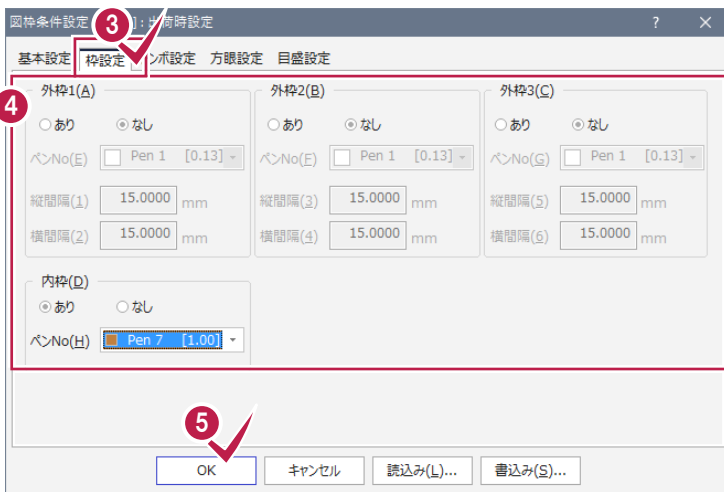 図枠条件設定
]：出荷時設定
? ×
3
基本設定 枠設定 ンボ設定 方眼設定 目盛設定
4
外枠1(A) 外枠2(B) 外枠3(C)
あり なし あり なし あり なし
ペンNo(E) Pen 1 [0.13] ペンNo(F) Pen 1 [0.13] ペンNo(G) Pen 1 [0.13]
縦間隔(1) 15.0000 mm 縦間隔(3) 15.0000 mm 縦間隔(5) 15.0000 mm
横間隔(2) 15.0000 mm 横間隔(4) 15.0000 mm 横間隔(6) 15.0000 mm
内枠(D)
あり なし
ペンNo(H) Pen 7 [1.00]
5
OK キャンセル 読込み(L)... 書込み(S)...